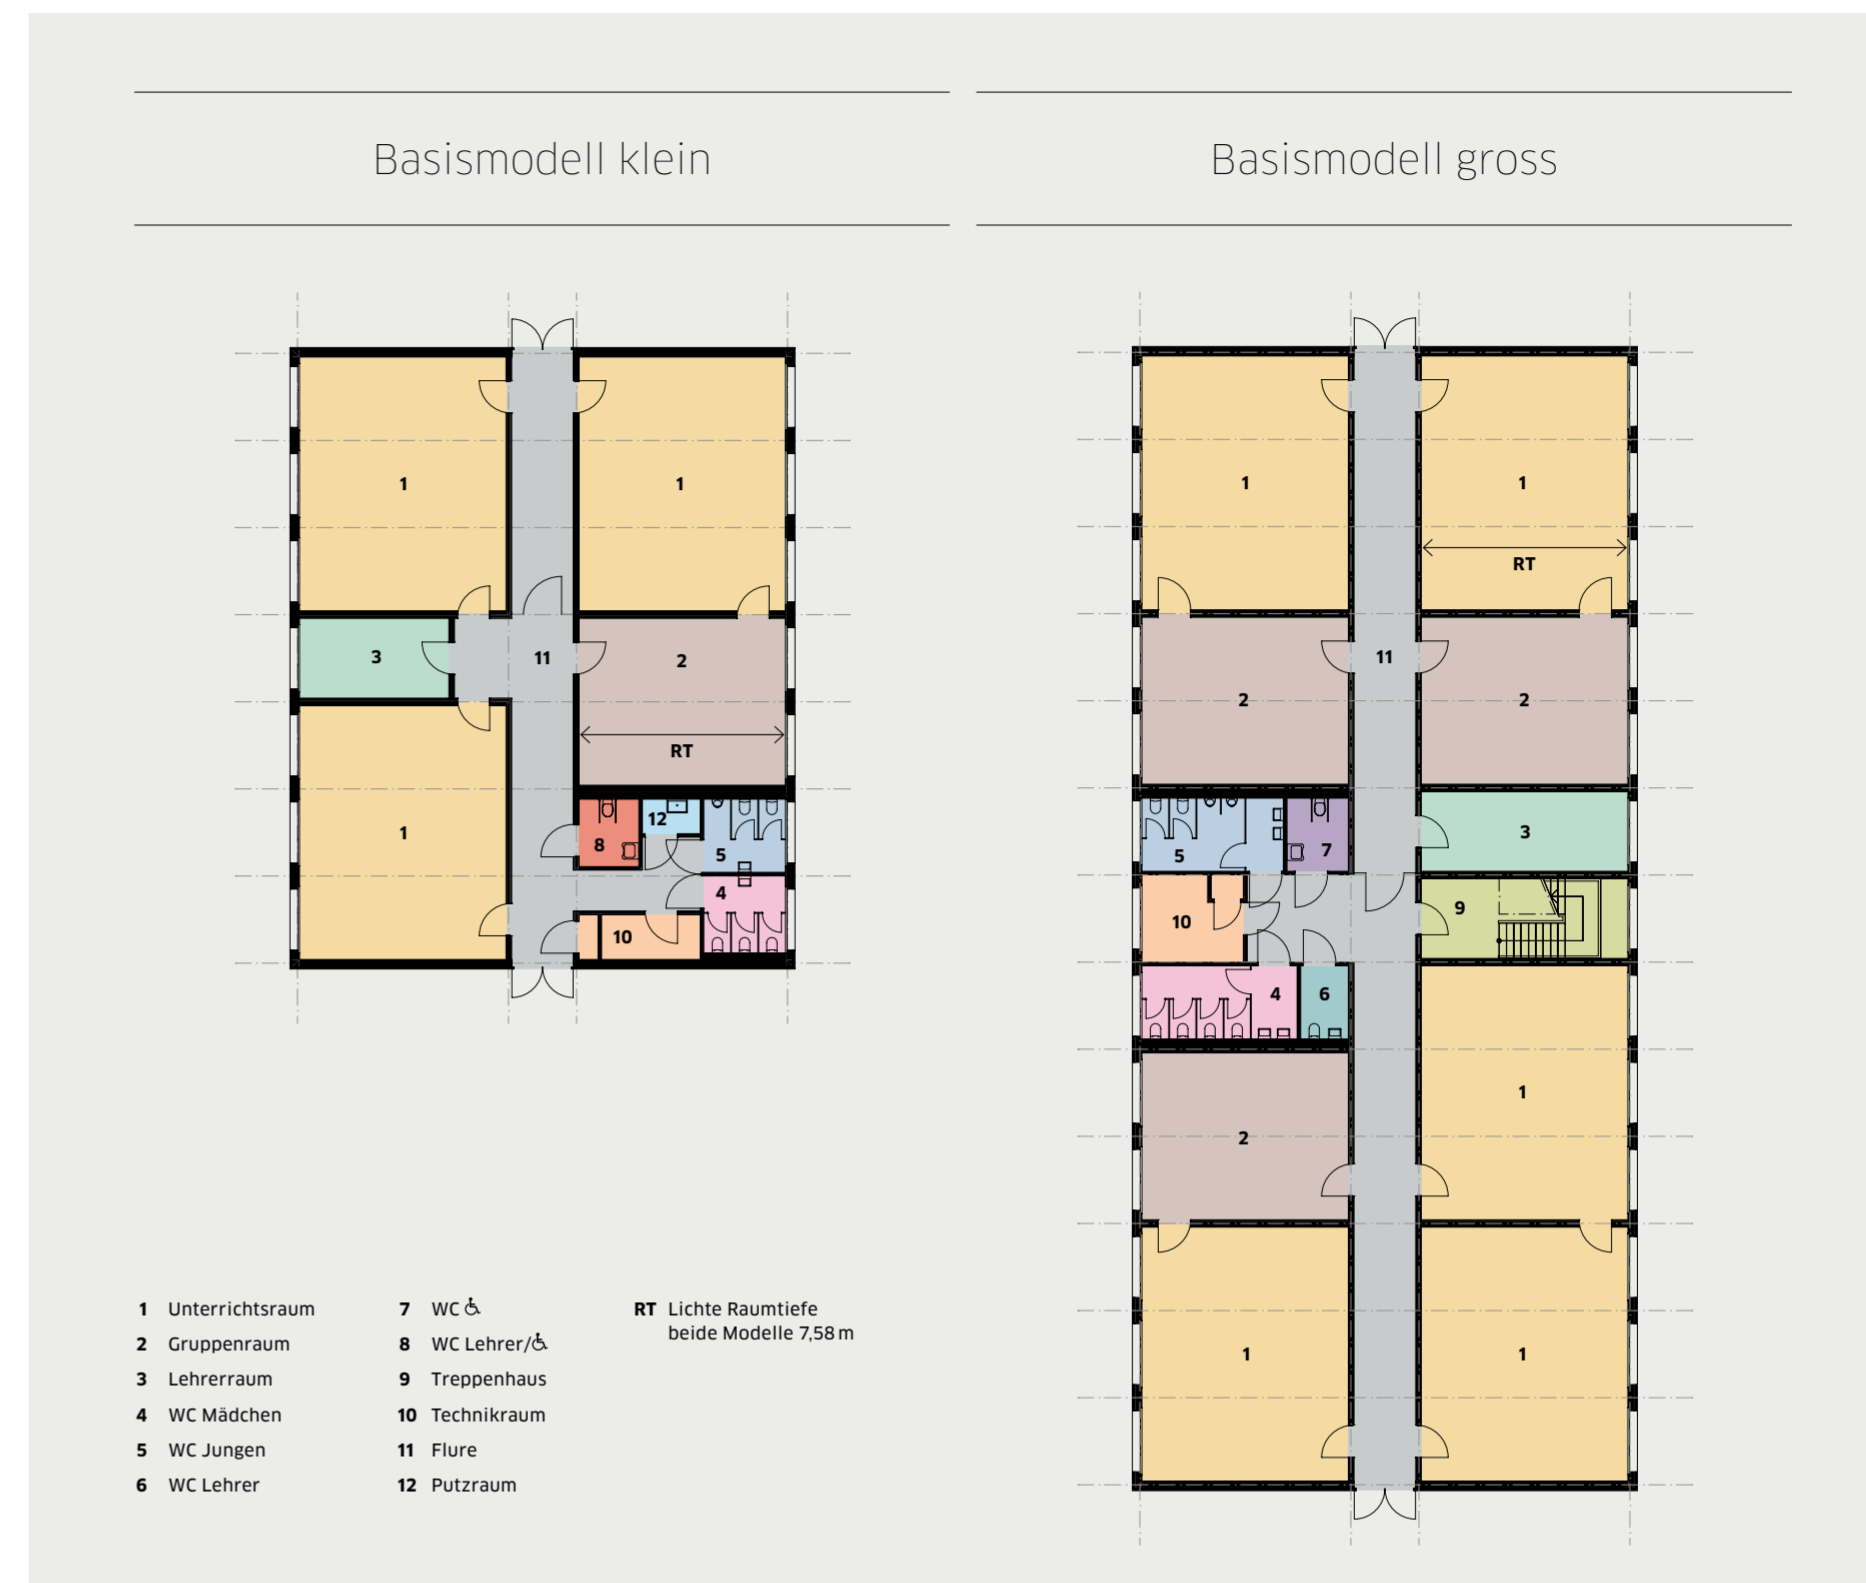 Basismodell klein
Basismodell gross
1
1
3
11
2
RT
1
8
12
5
4
10
1
1
RT
11
2
2
5
7
3
10
9
4
6
1
2
1
1
1 Unterrichtsraum
2 Gruppenraum
3 Lehrerraum
4 WC Mädchen
5 WC Jungen
6 WC Lehrer
7 WC ♿
8 WC Lehrer/♿
9 Treppenhaus
10 Technikraum
11 Flure
12 Putzraum
RT Lichte Raumtiefe
beide Modelle 7,58 m